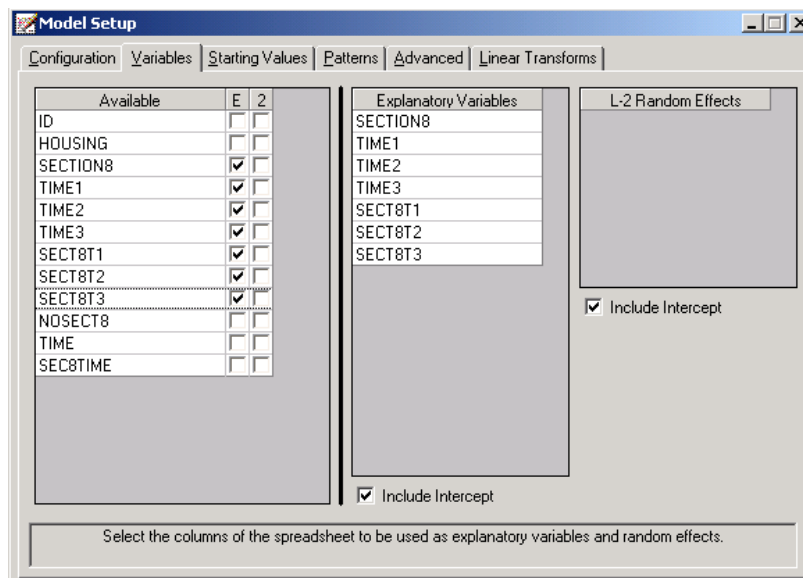 Model Setup
Configuration Variables Starting Values Patterns Advanced Linear Transforms
Available E 2
ID
HOUSING
SECTION8
TIME1
TIME2
TIME3
SECT8T1
SECT8T2
SECT8T3
NOSECT8
TIME
SEC8TIME
Explanatory Variables
SECTION8
TIME1
TIME2
TIME3
SECT8T1
SECT8T2
SECT8T3
Include Intercept
L-2 Random Effects
Include Intercept
Select the columns of the spreadsheet to be used as explanatory variables and random effects.